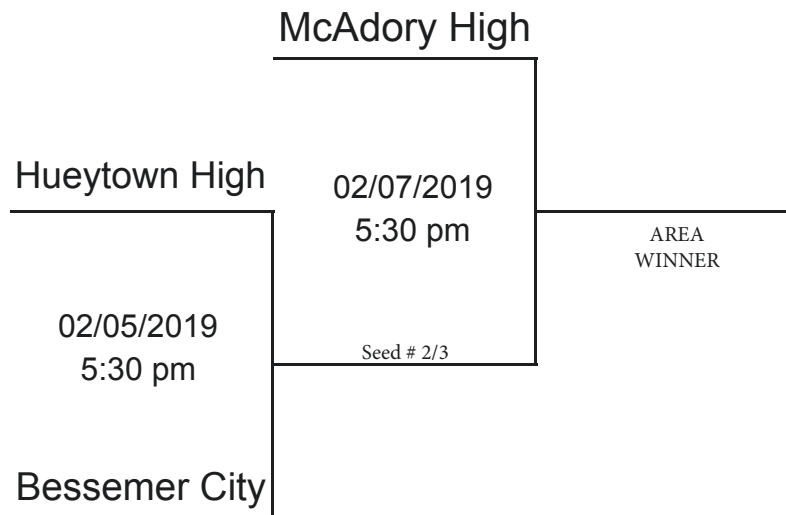 McAdory High
Hueytown High
02/07/2019
5:30 pm
AREA
WINNER
02/05/2019
5:30 pm
Seed # 2/3
Bessemer City